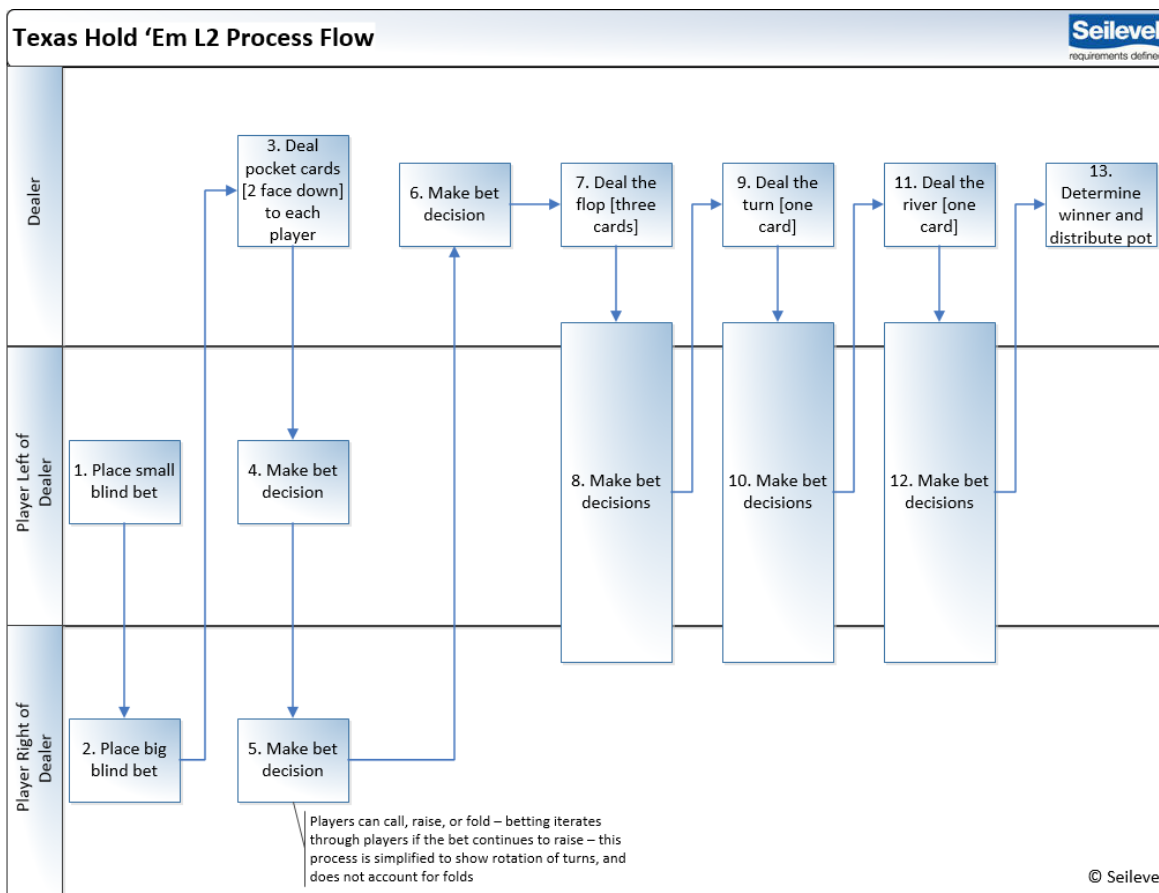 Texas Hold ‘Em L2 Process Flow
Seilevel
requirements defined
Dealer
3. Deal
pocket cards
[2 face down]
to each
player
6. Make bet
decision
7. Deal the
flop [three
cards]
9. Deal the
turn [one
card]
11. Deal the
river [one
card]
13.
Determine
winner and
distribute pot
Player Left of
Dealer
1. Place small
blind bet
4. Make bet
decision
8. Make bet
decisions
10. Make bet
decisions
12. Make bet
decisions
Player Right of
Dealer
2. Place big
blind bet
5. Make bet
decision
Players can call, raise, or fold – betting iterates
through players if the bet continues to raise – this
process is simplified to show rotation of turns, and
does not account for folds
© Seilevel